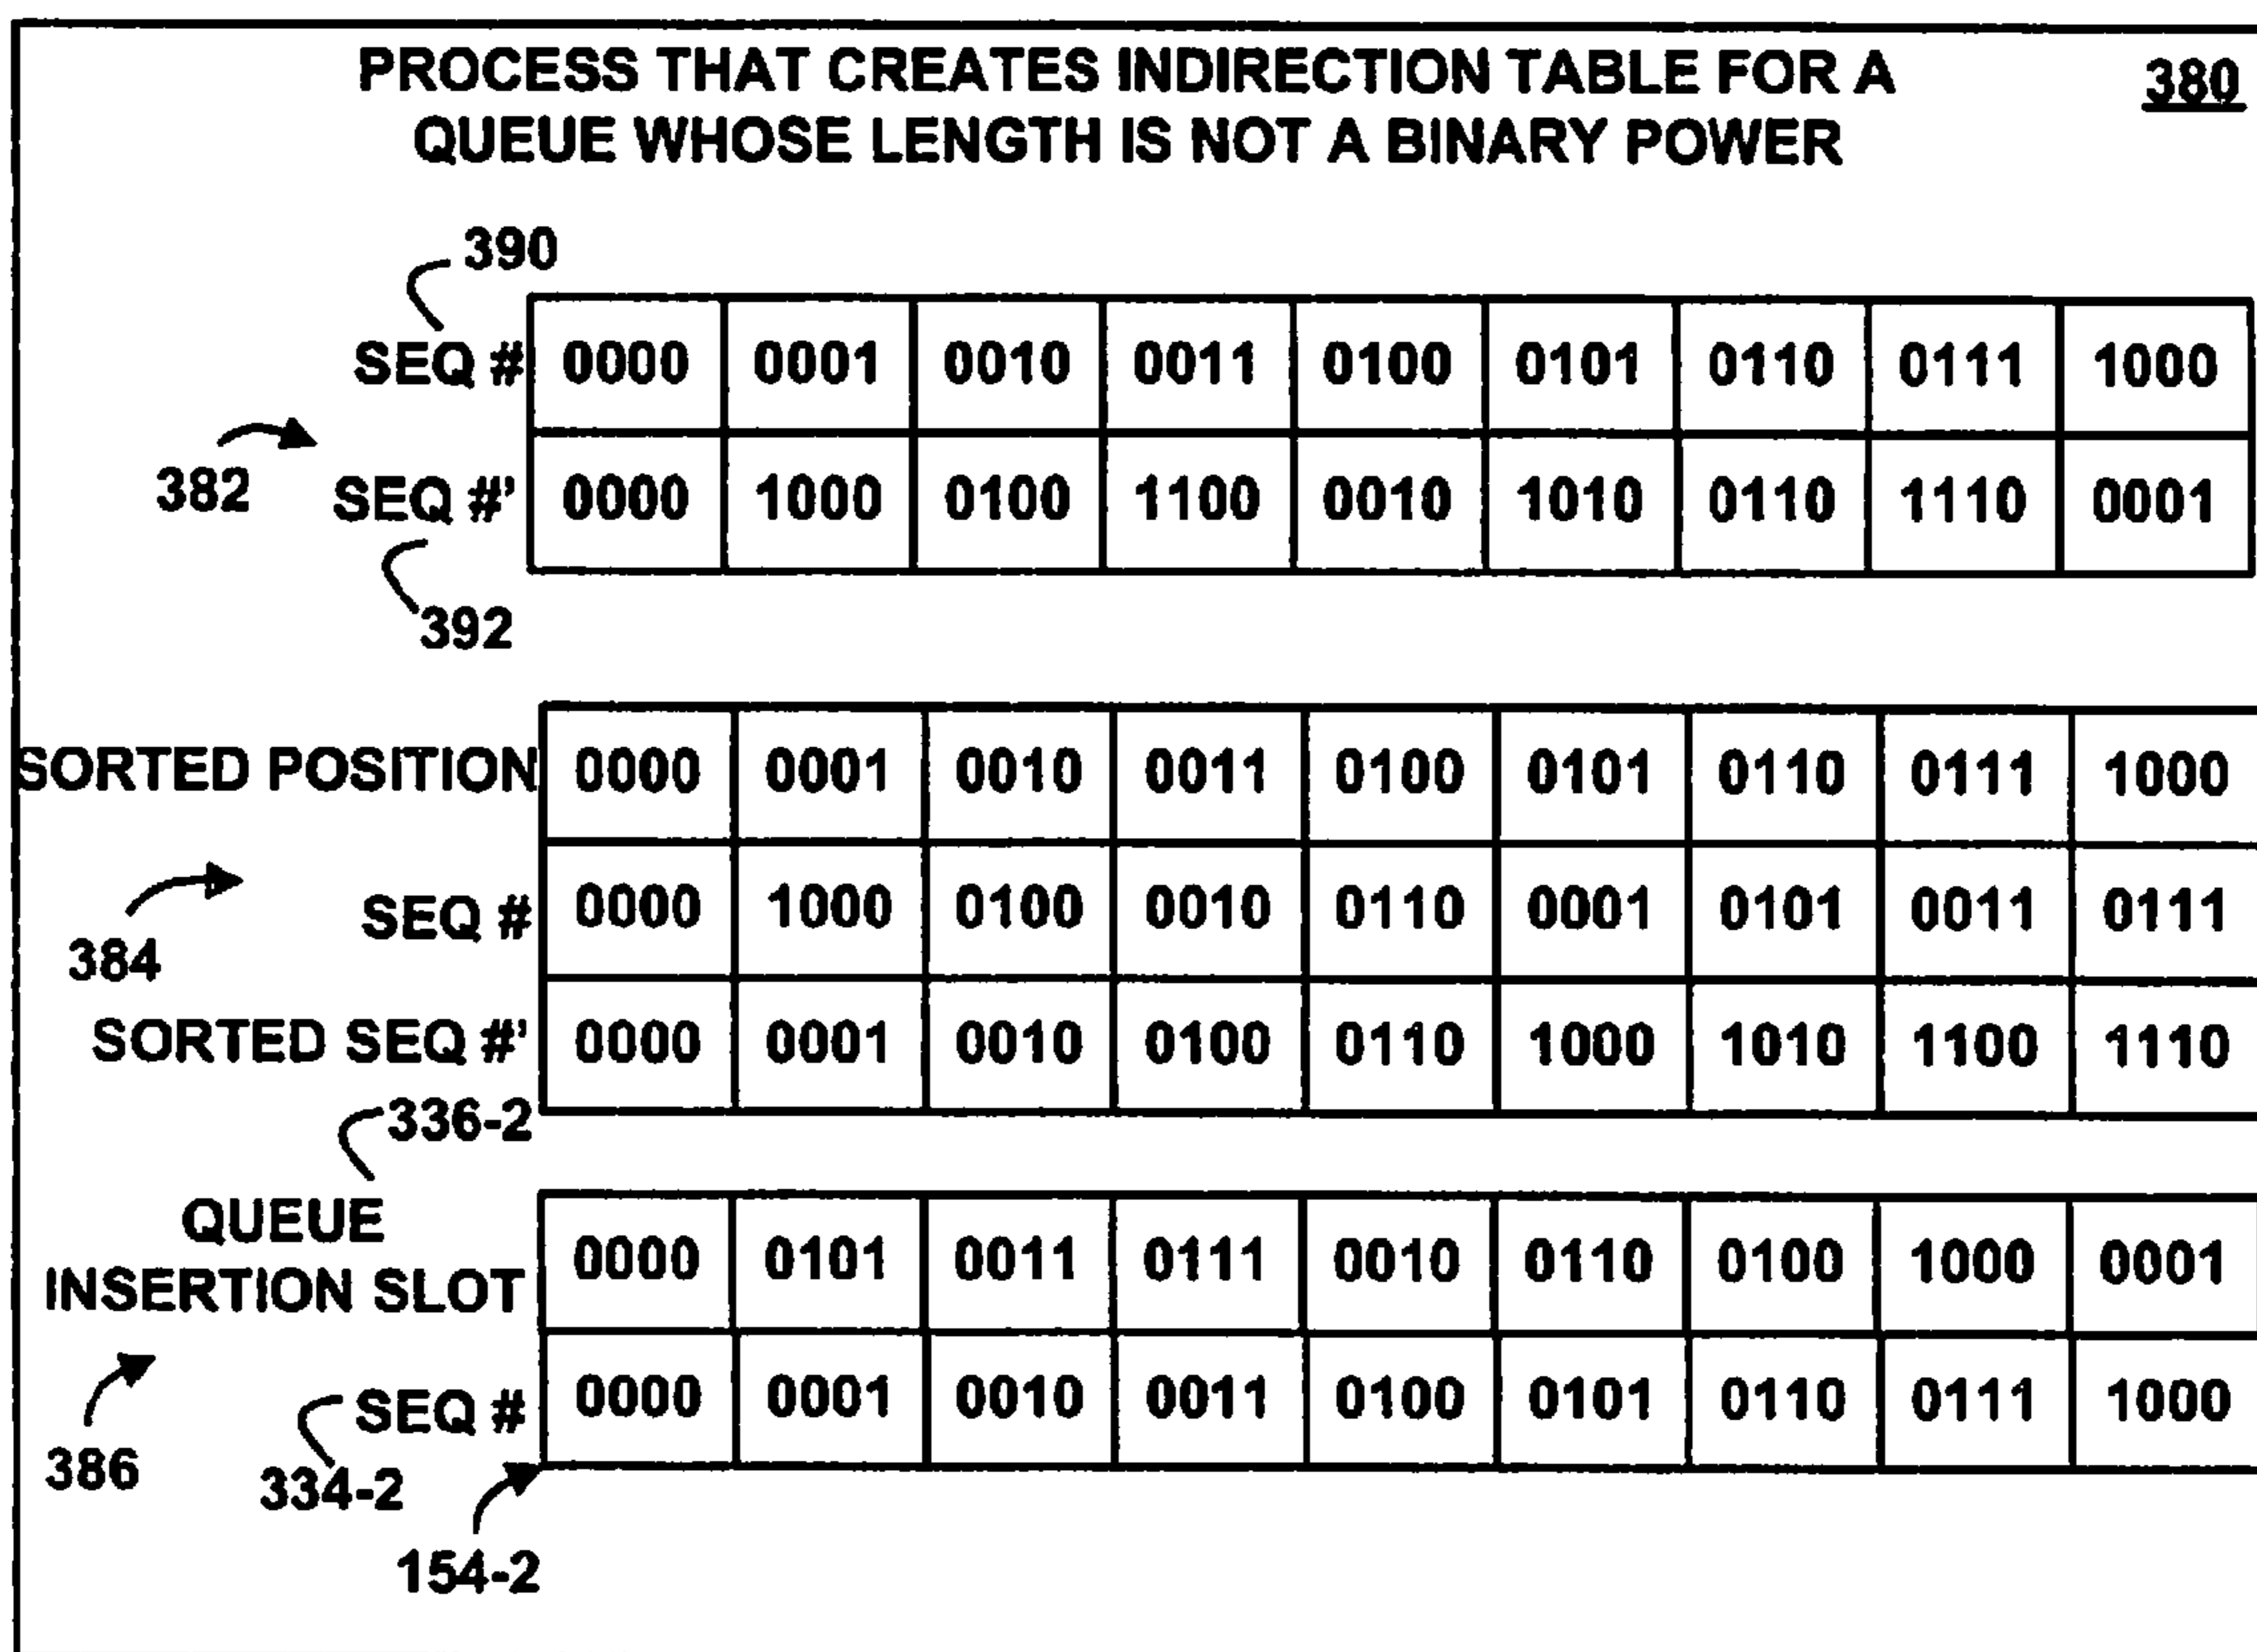 PROCESS THAT CREATES INDIRECTION TABLE FOR A 380
QUEUE WHOSE LENGTH IS NOT A BINARY POWER
390
SEQ # 0000 0001 0010 0011 0100 0101 0110 0111 1000
382 SEQ #' 0000 1000 0100 1100 0010 1010 0110 1110 0001
392
SORTED POSITION 0000 0001 0010 0011 0100 0101 0110 0111 1000
SEQ # 0000 1000 0100 0010 0110 0001 0101 0011 0111
384
SORTED SEQ #' 0000 0001 0010 0100 0110 1000 1010 1100 1110
336-2
QUEUE
INSERTION SLOT 0000 0101 0011 0111 0010 0110 0100 1000 0001
SEQ # 0000 0001 0010 0011 0100 0101 0110 0111 1000
386 334-2
154-2